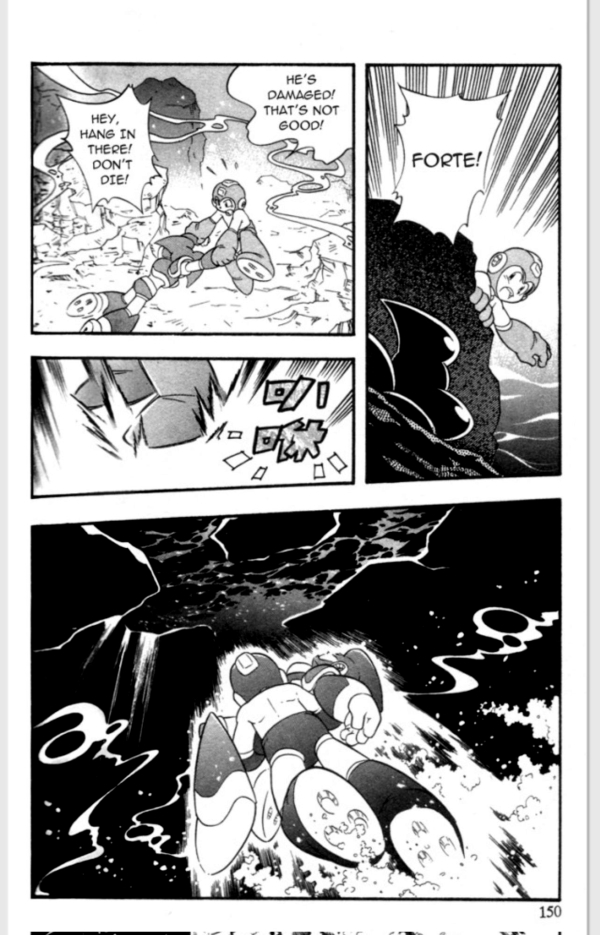 FORTE!
HE'S
DAMAGED!
THAT'S NOT
GOOD!
HEY,
HANG IN
THERE!
DON'T
DIE!
150